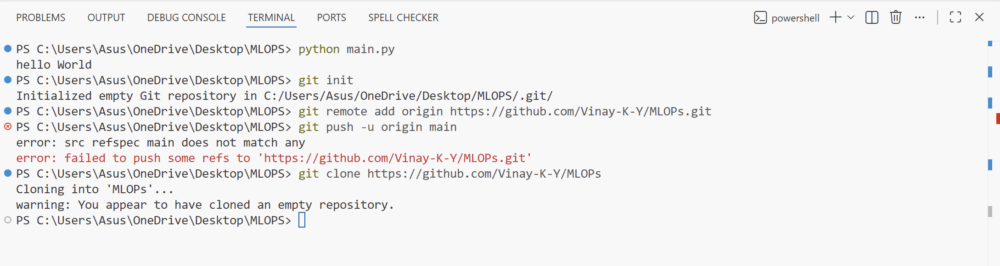 PROBLEMS OUTPUT DEBUG CONSOLE TERMINAL PORTS SPELL CHECKER powershell
PS C:\Users\Asus\OneDrive\Desktop\MLOPS> python main.py
hello World
PS C:\Users\Asus\OneDrive\Desktop\MLOPS> git init
Initialized empty Git repository in C:/Users/Asus/OneDrive/Desktop/MLOPS/.git/
PS C:\Users\Asus\OneDrive\Desktop\MLOPS> git remote add origin https://github.com/Vinay-K-Y/MLOPs.git
PS C:\Users\Asus\OneDrive\Desktop\MLOPS> git push -u origin main
error: src refspec main does not match any
error: failed to push some refs to 'https://github.com/Vinay-K-Y/MLOPs.git'
PS C:\Users\Asus\OneDrive\Desktop\MLOPS> git clone https://github.com/Vinay-K-Y/MLOPs
Cloning into 'MLOPs'...
warning: You appear to have cloned an empty repository.
PS C:\Users\Asus\OneDrive\Desktop\MLOPS>